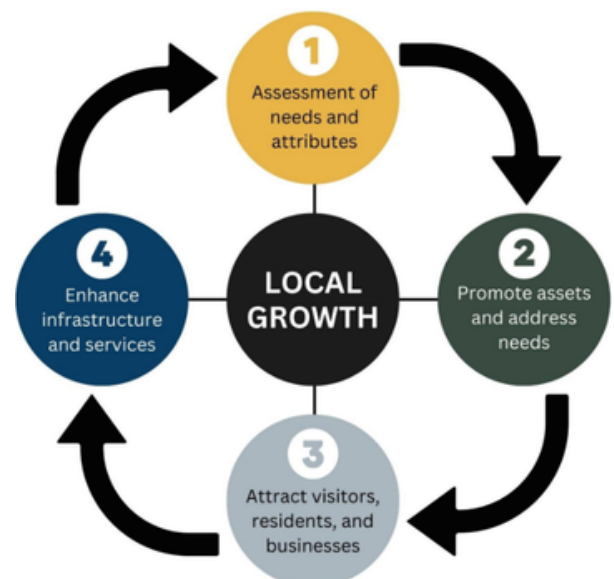 1
Assessment of
needs and
attributes
2
Promote assets
and address
needs
3
Attract visitors,
residents, and
businesses
4
Enhance
infrastructure
and services
LOCAL
GROWTH